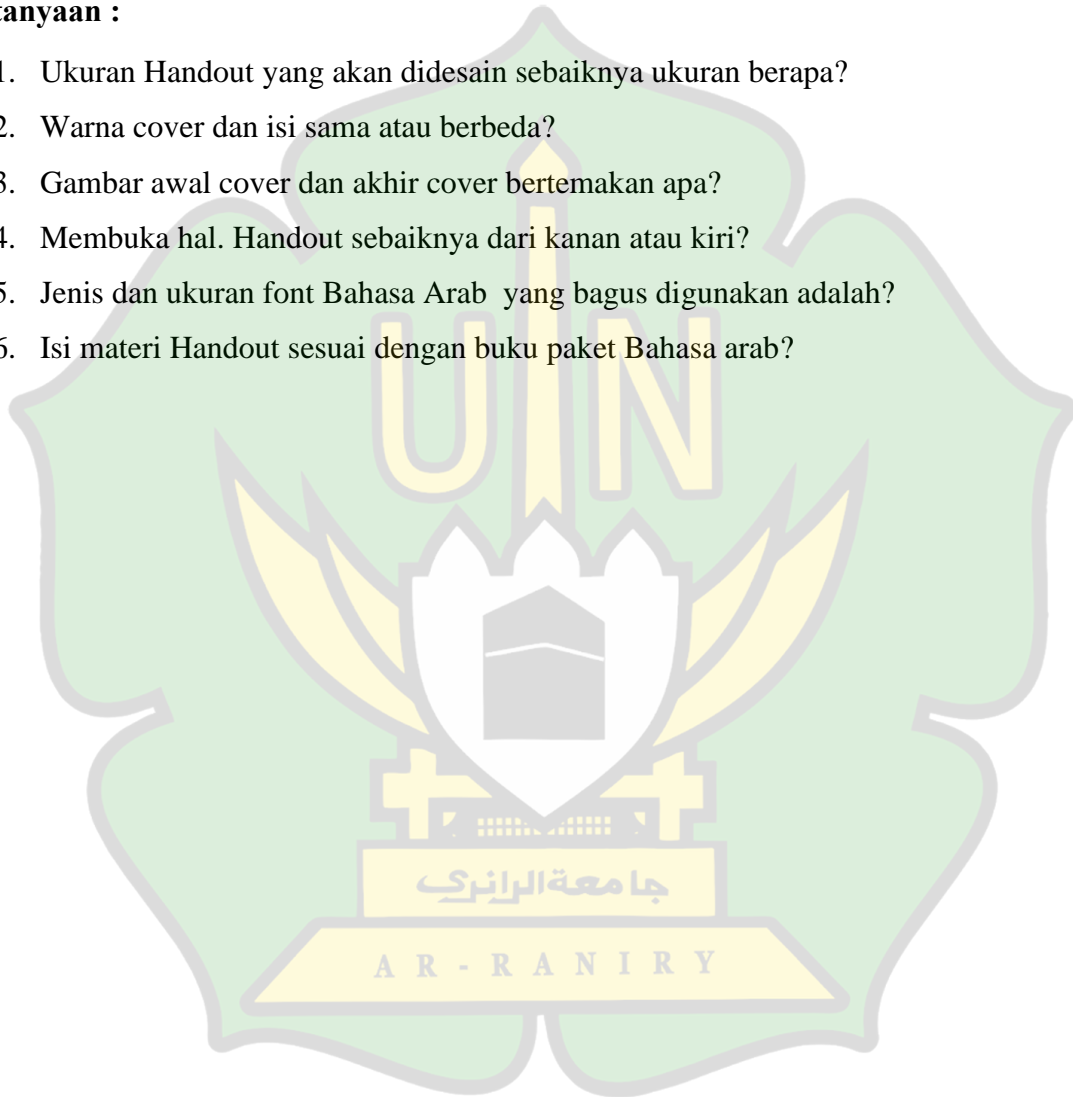 tanyaan :
1. Ukuran Handout yang akan didesain sebaiknya ukuran berapa?
2. Warna cover dan isi sama atau berbeda?
3. Gambar awal cover dan akhir cover bertemakan apa?
4. Membuka hal. Handout sebaiknya dari kanan atau kiri?
5. Jenis dan ukuran font Bahasa Arab yang bagus digunakan adalah?
6. Isi materi Handout sesuai dengan buku paket Bahasa arab?
UIN
جامعة الرانري
AR-RANIRY